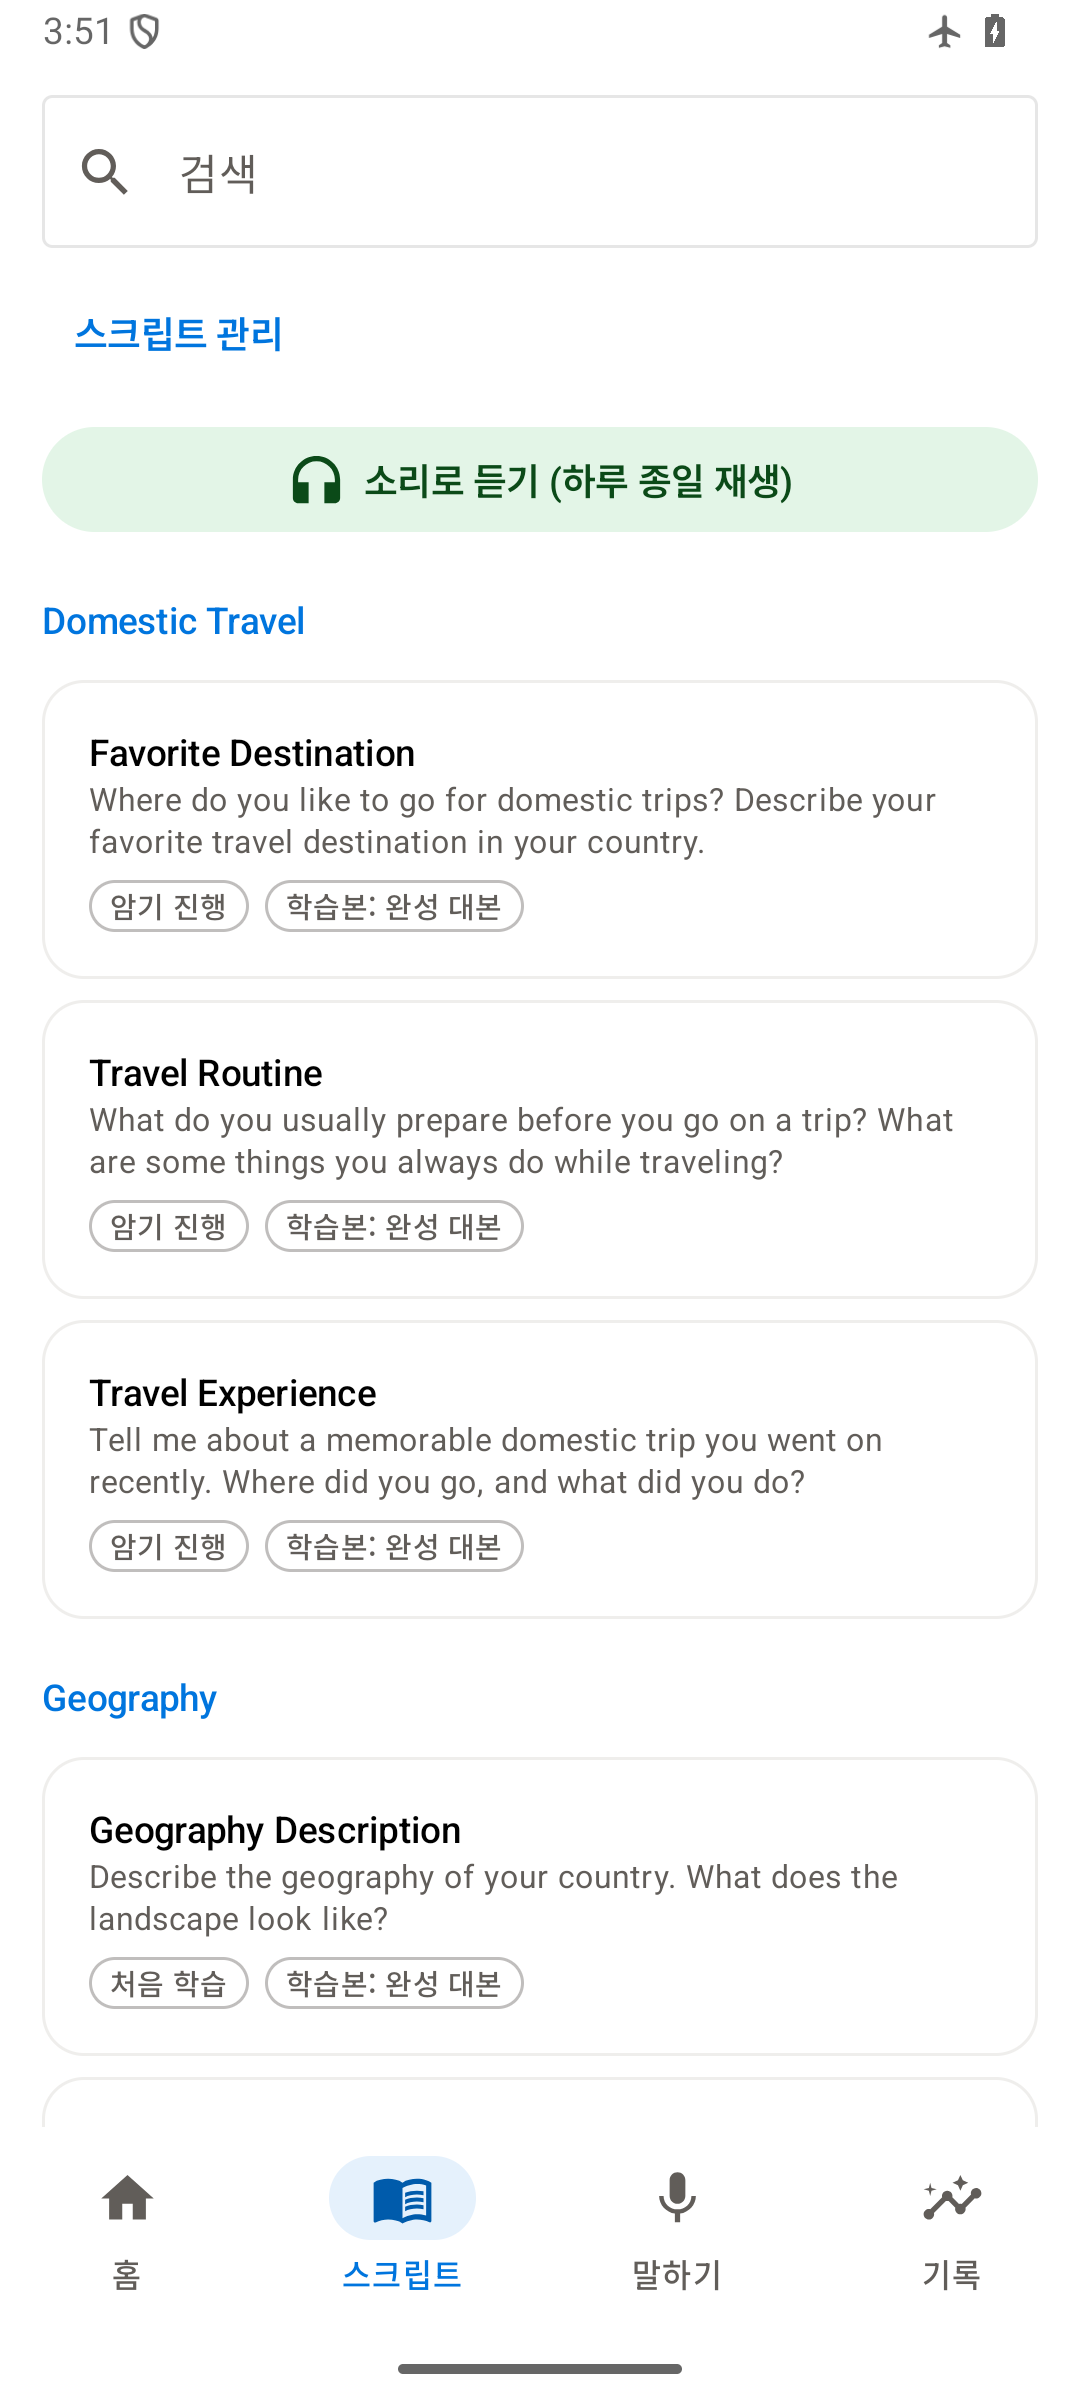 3:51
검색
스크립트 관리
소리로 듣기 (하루 종일 재생)
Domestic Travel
Favorite Destination
Where do you like to go for domestic trips? Describe your
favorite travel destination in your country.
암기 진행 학습본: 완성 대본
Travel Routine
What do you usually prepare before you go on a trip? What
are some things you always do while traveling?
암기 진행 학습본: 완성 대본
Travel Experience
Tell me about a memorable domestic trip you went on
recently. Where did you go, and what did you do?
암기 진행 학습본: 완성 대본
Geography
Geography Description
Describe the geography of your country. What does the
landscape look like?
처음 학습 학습본: 완성 대본
홈 스크립트 말하기 기록